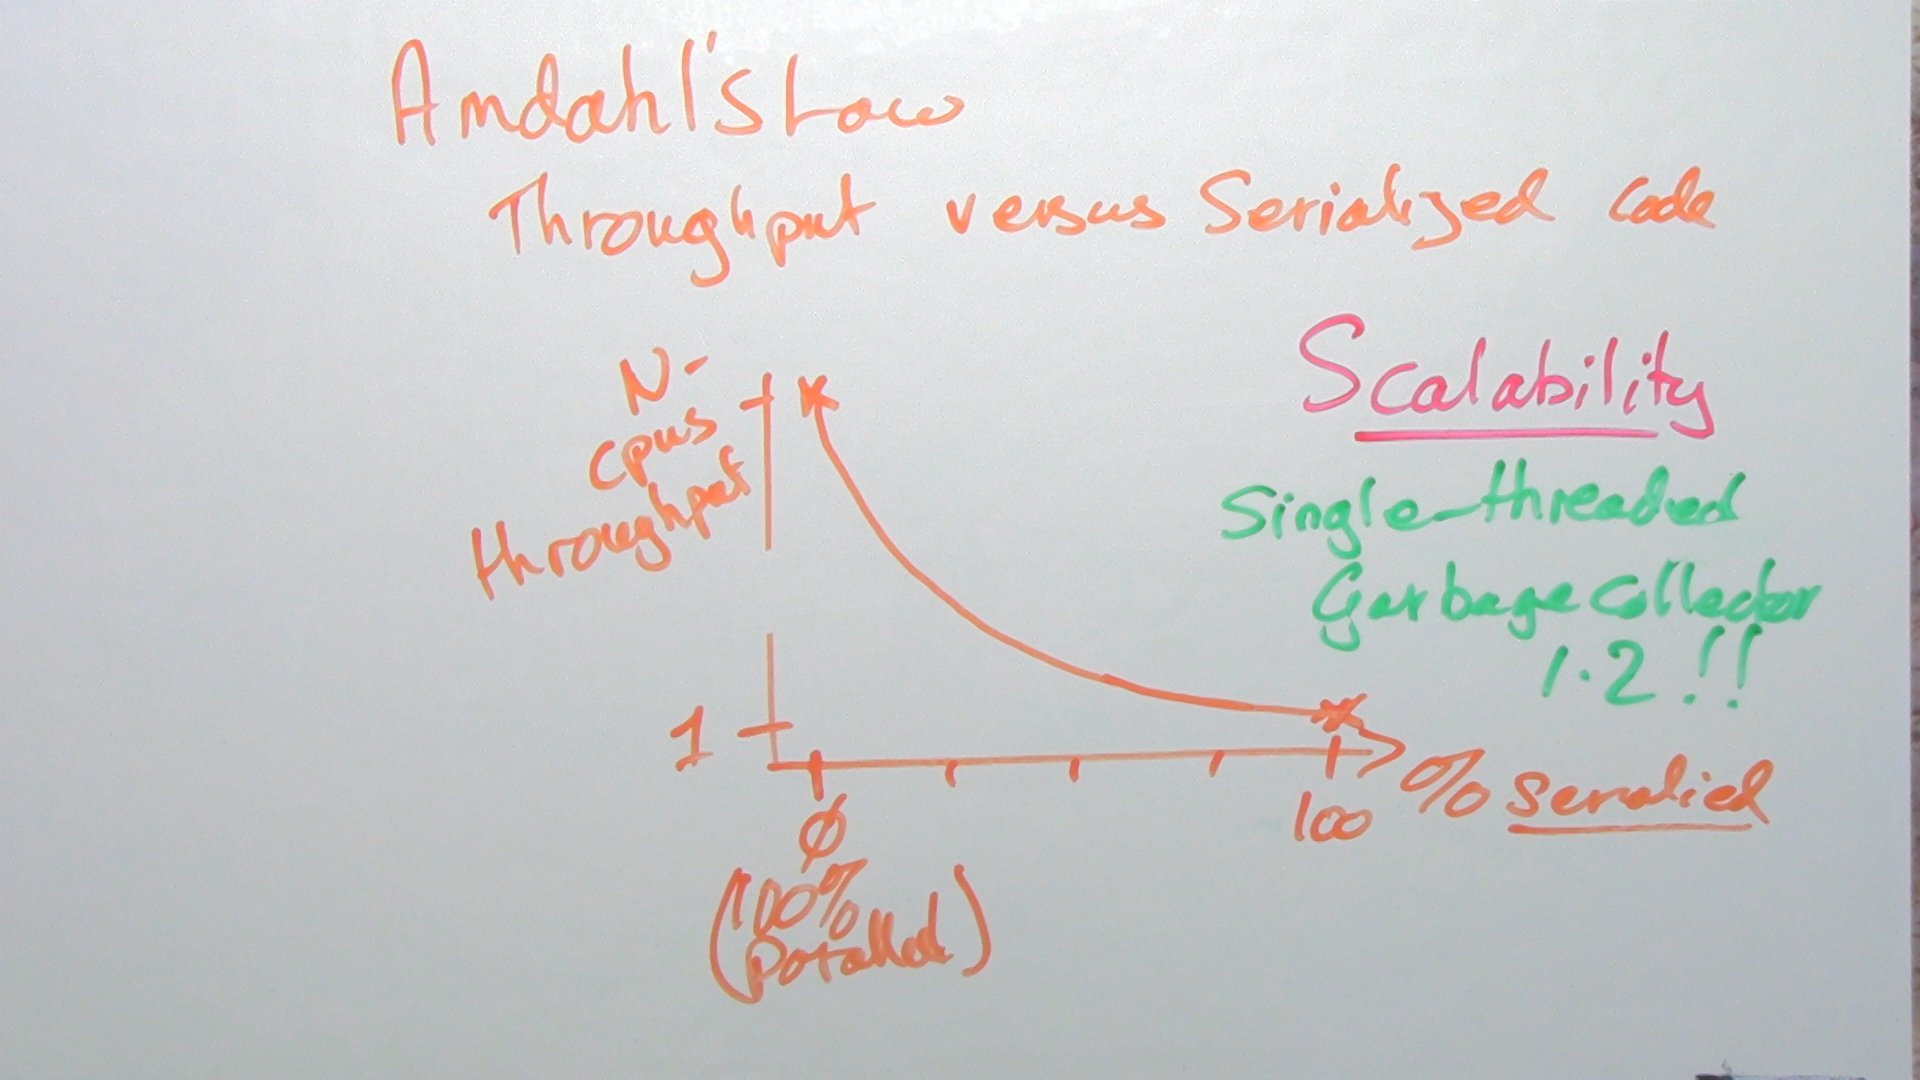 Amdahl's Law
Throughput versus Serialized code
Scalability
N-
cpus
throughput
Single-threaded
Garbage collector
1.2!!
1
Ø
100
% serialied
(100%
Parallel)